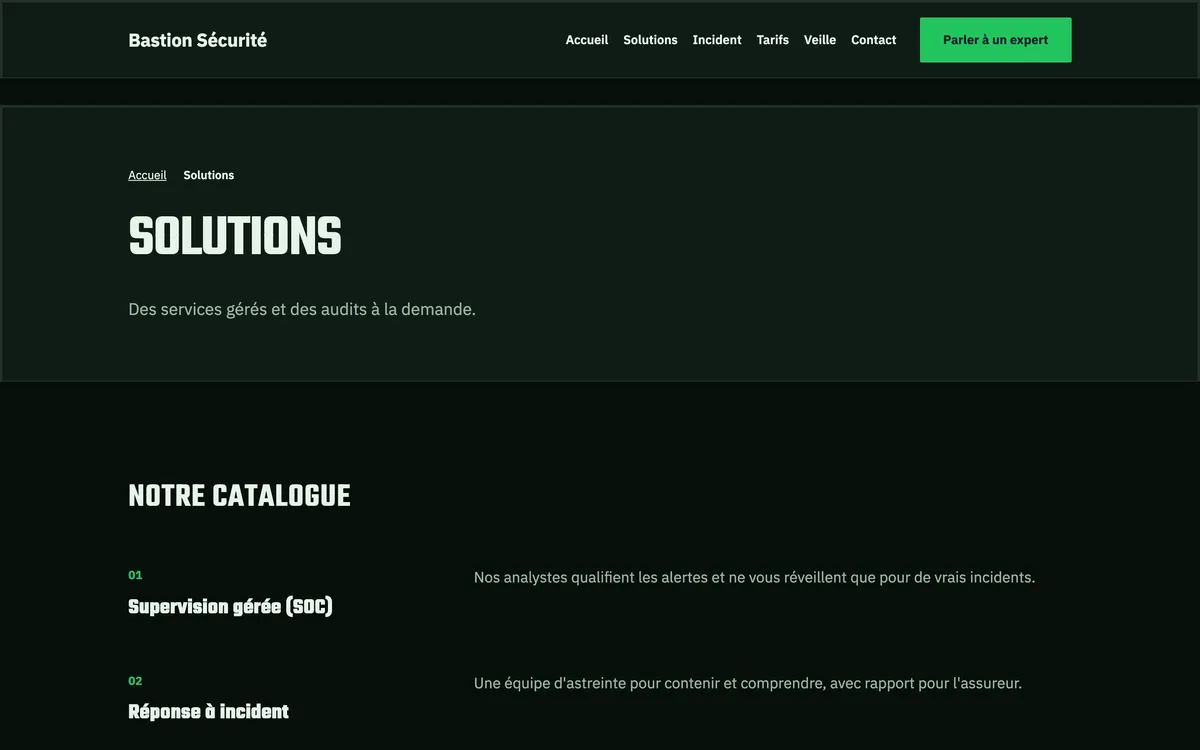 Bastion Sécurité
Accueil Solutions Incident Tarifs Veille Contact Parler à un expert
Accueil Solutions
SOLUTIONS
Des services gérés et des audits à la demande.
NOTRE CATALOGUE
01
Supervision gérée (SOC)
Nos analystes qualifient les alertes et ne vous réveillent que pour de vrais incidents.
02
Réponse à incident
Une équipe d'astreinte pour contenir et comprendre, avec rapport pour l'assureur.